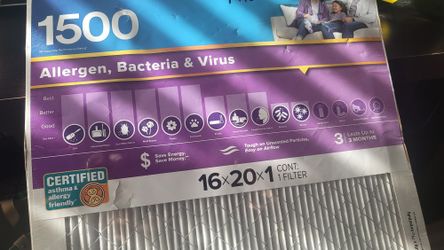 1500
Allergen, Bacteria & Virus
Best
Better
Good
$ Save Energy.
Save Money.
Tough on Unwanted Particles,
Easy on Airflow
3 Lasts Up to
3 MONTHS
CERTIFIED
asthma &
allergy
friendly
16x20x1 CONT:
1 FILTER